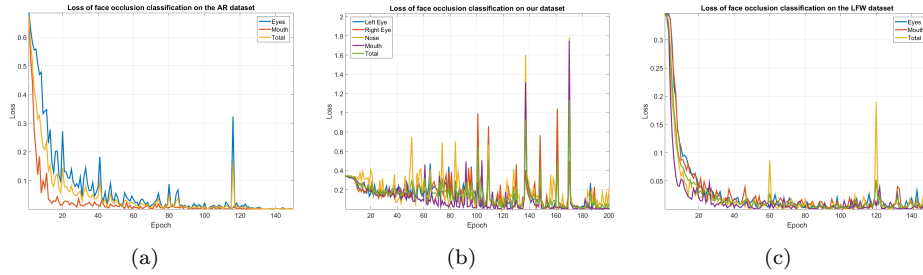 Loss of face occlusion classification on the AR dataset
Eyes
Mouth
Total
Loss
0.6
0.5
0.4
0.3
0.2
0.1
20 40 60 80 100 120 140
Epoch
(a)
Loss of face occlusion classification on our dataset
Left Eye
Right Eye
Nose
Mouth
Total
Loss
2
1.8
1.6
1.4
1.2
1
0.8
0.6
0.4
0.2
20 40 60 80 100 120 140 160 180 200
Epoch
(b)
Loss of face occlusion classification on the LFW dataset
Eyes
Mouth
Total
Loss
0.3
0.25
0.2
0.15
0.1
0.05
20 40 60 80 100 120 140
Epoch
(c)